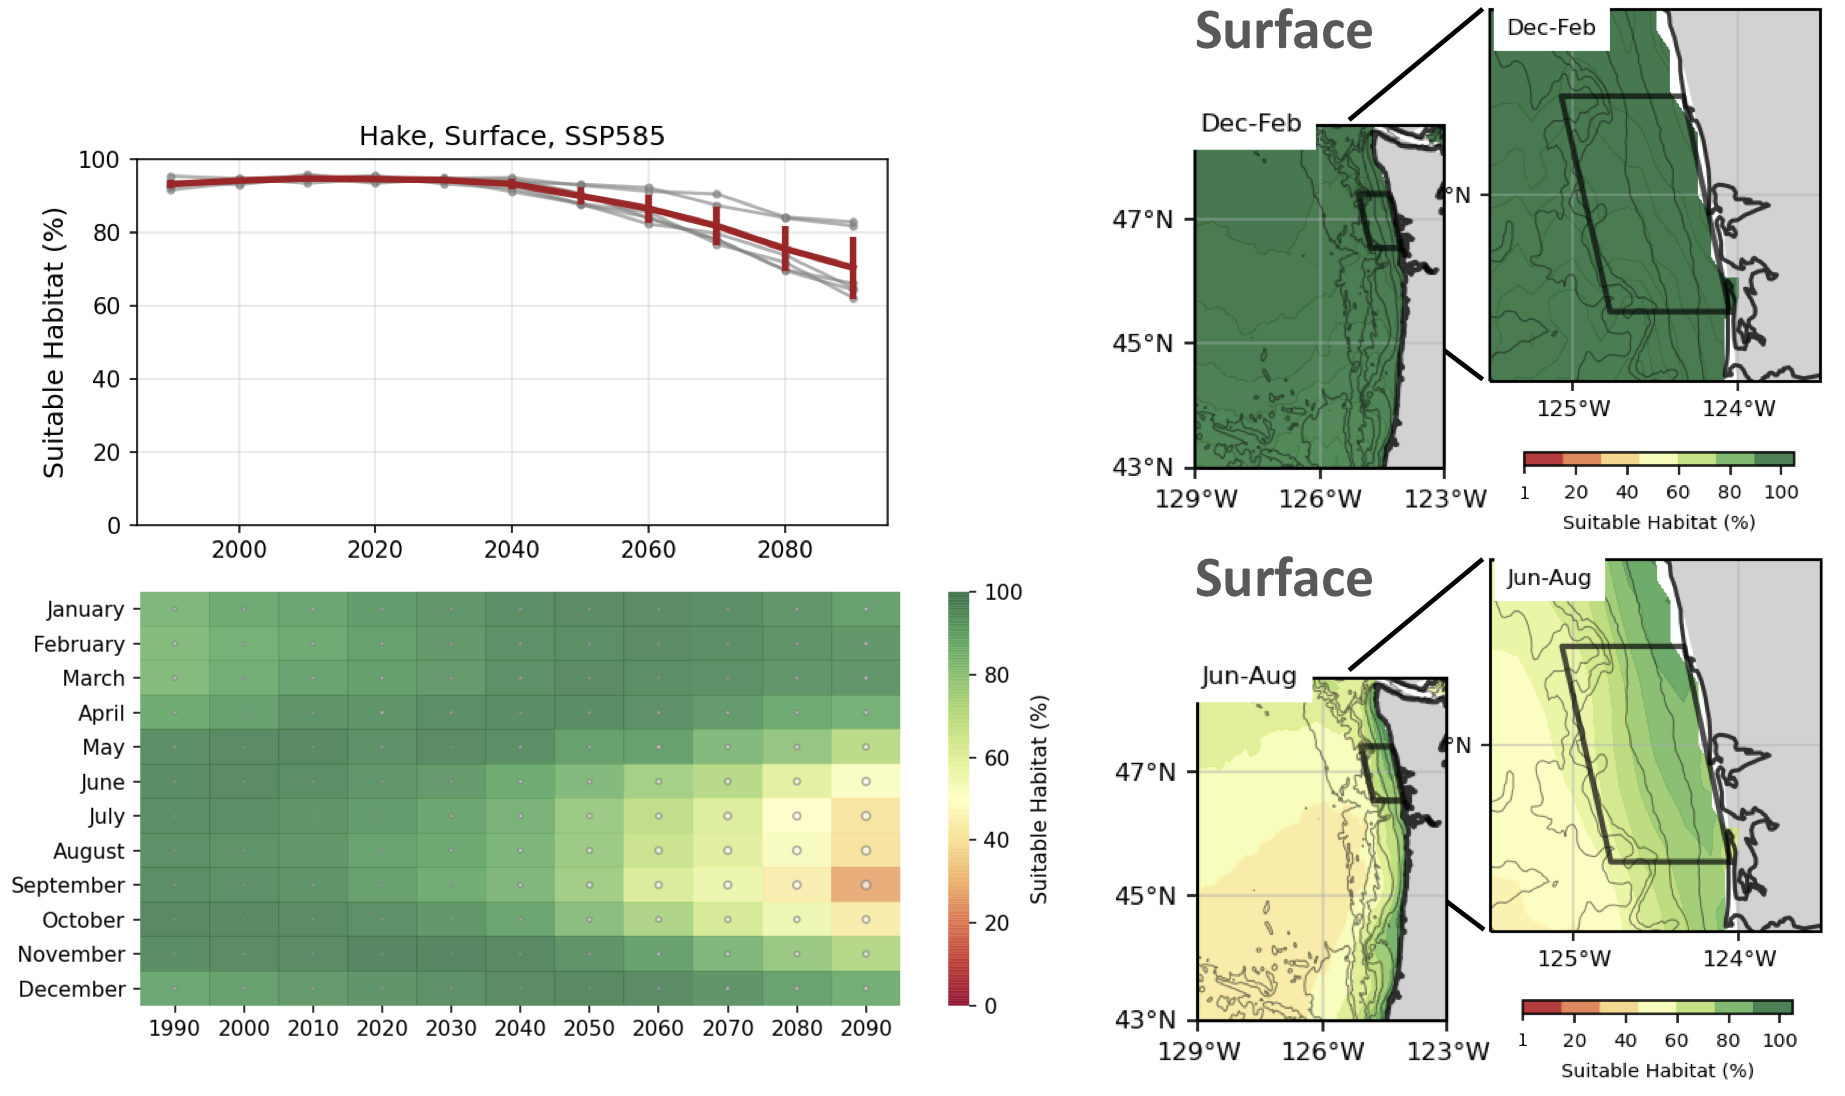 Hake, Surface, SSP585
Suitable Habitat (%)
100
80
60
40
20
0
2000 2020 2040 2060 2080
January
February
March
April
May
June
July
August
September
October
November
December
1990 2000 2010 2020 2030 2040 2050 2060 2070 2080 2090
100
80
60
40
20
0
Suitable Habitat (%)
Surface
Dec-Feb
47°N
45°N
43°N
129°W 126°W 123°W
Dec-Feb
°N
125°W 124°W
1 20 40 60 80 100
Suitable Habitat (%)
Surface
Jun-Aug
47°N
45°N
43°N
129°W 126°W 123°W
Jun-Aug
°N
125°W 124°W
1 20 40 60 80 100
Suitable Habitat (%)